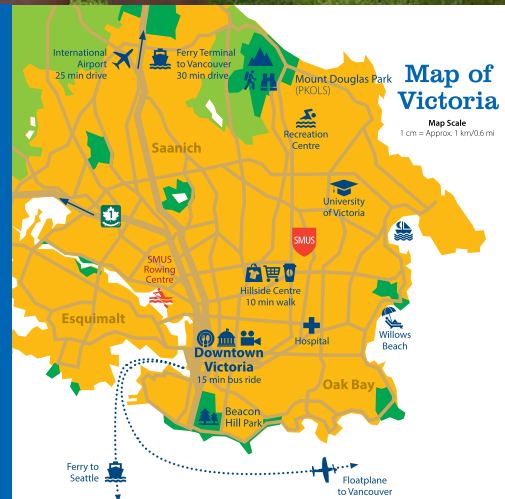 Map of
Victoria
Map Scale
1 cm = Approx. 1 km/0.6 mi
International
Airport
25 min drive
Ferry Terminal
to Vancouver
30 min drive
Mount Douglas Park
(PKOLS)
Recreation
Centre
Saanich
University
of Victoria
1
SMUS
SMUS
Rowing
Centre
Hillside Centre
10 min walk
Esquimalt
Hospital
Willows
Beach
Downtown
Victoria
15 min bus ride
Oak Bay
Beacon
Hill Park
Ferry to
Seattle
Floatplane
to Vancouver